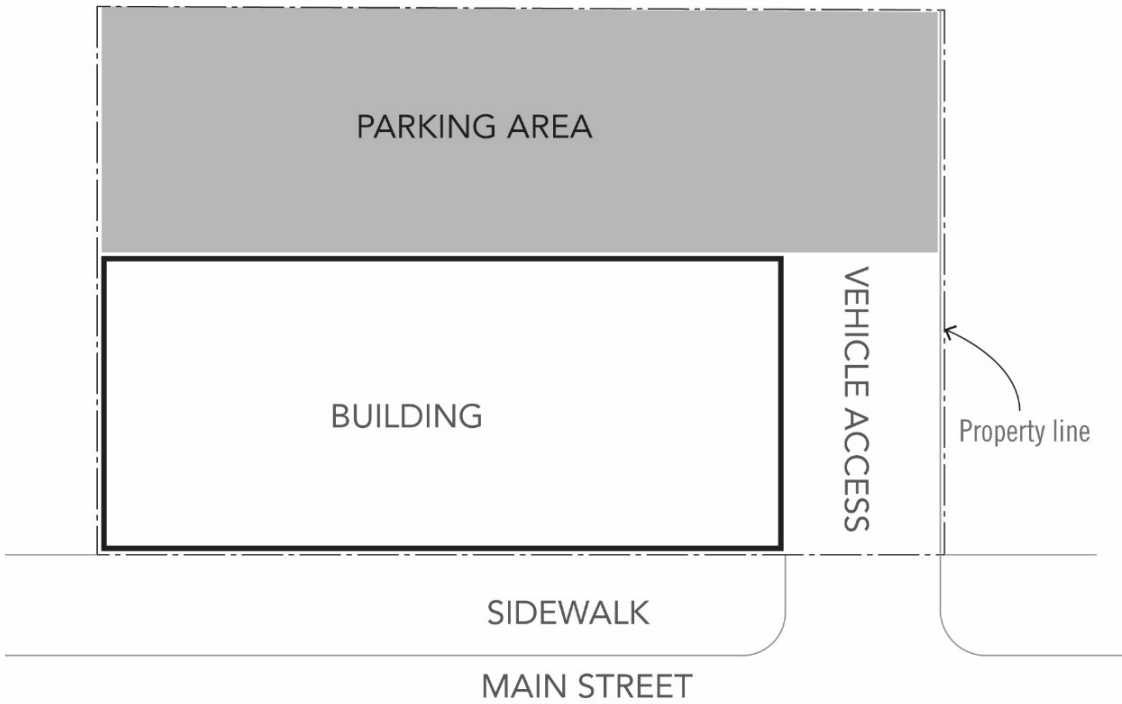 PARKING AREA
VEHICLE ACCESS
BUILDING
Property line
SIDEWALK
MAIN STREET